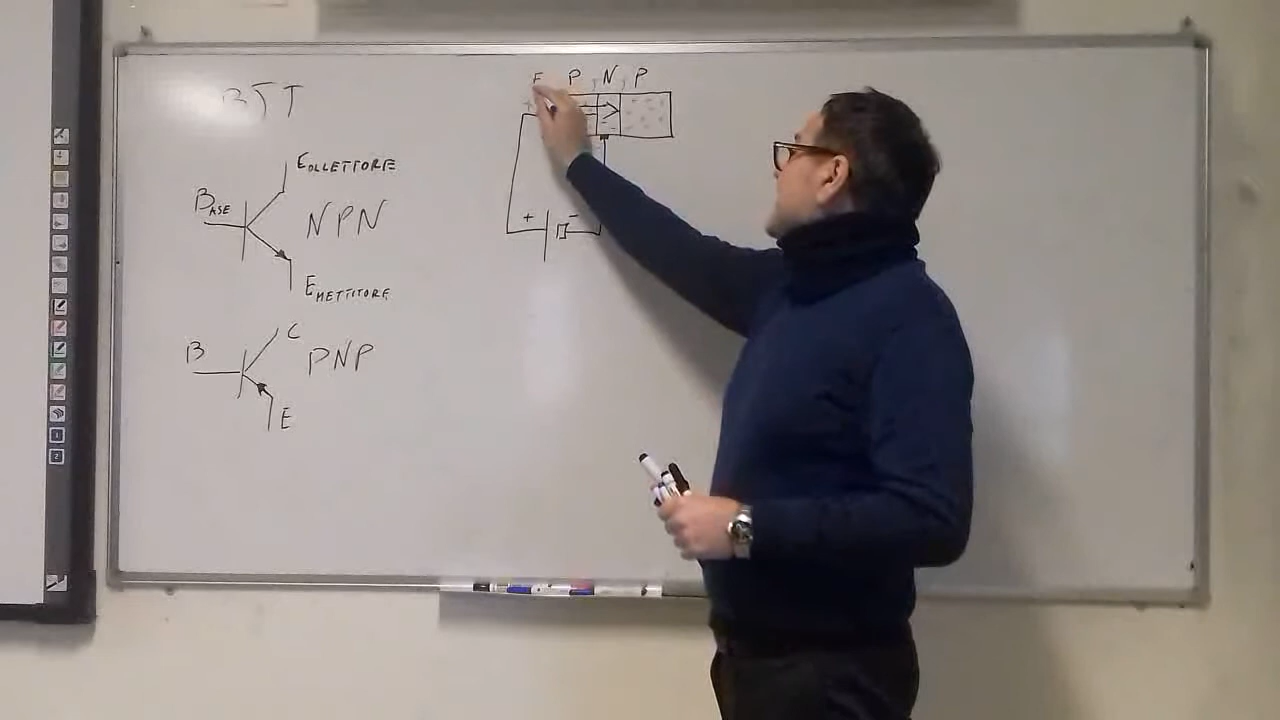 BJT
COLLETTORE
BASE
NPN
EMETTITORE
C
B
PNP
E
E P N P
+
+ -